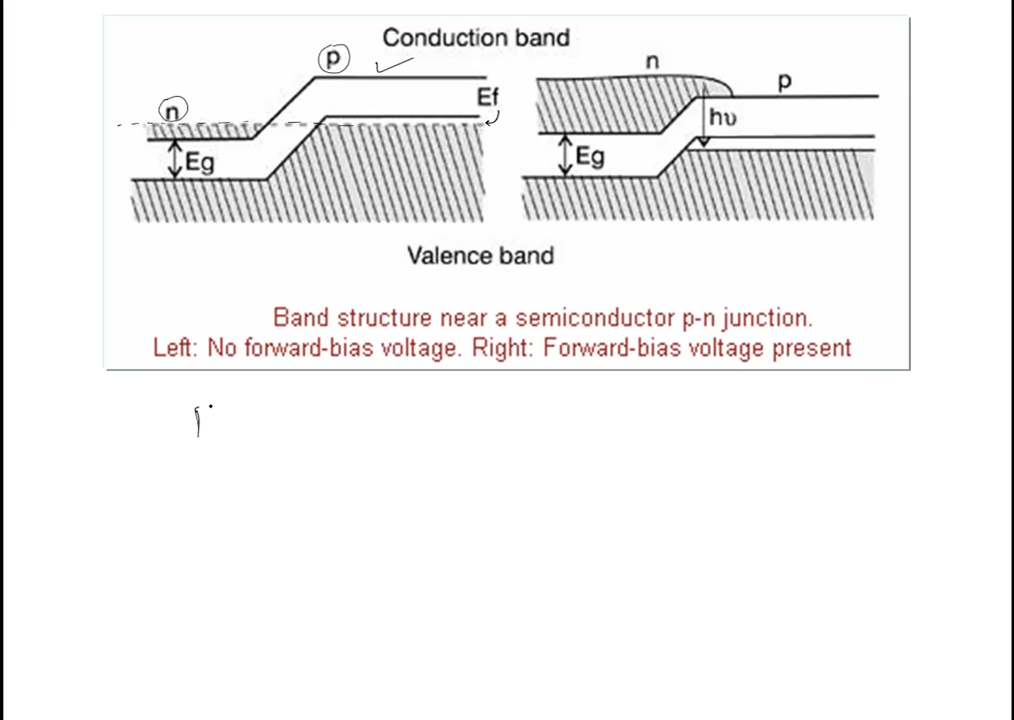 Conduction band
p
n
Ef
Eg
n
p
hυ
Eg
Valence band
Band structure near a semiconductor p-n junction.
Left: No forward-bias voltage. Right: Forward-bias voltage present